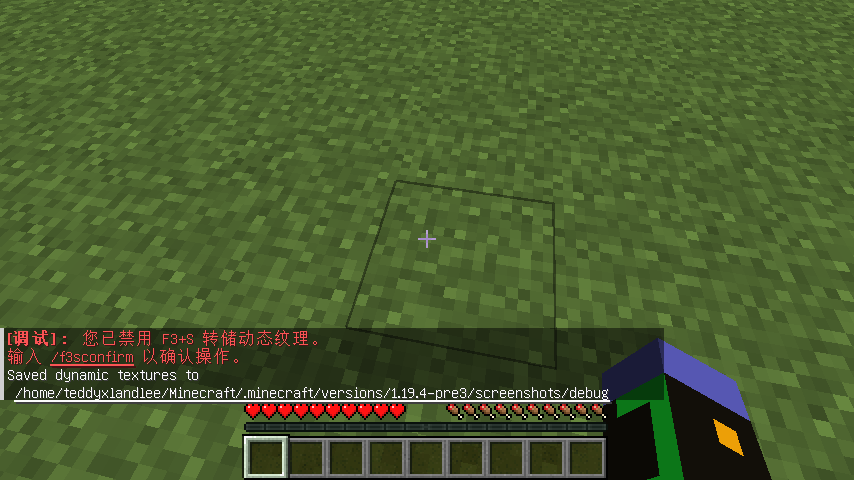 [调试]: 您已禁用 F3+S 转储动态纹理。
输入 /f3sconfirm 以确认操作。
Saved dynamic textures to
/home/teddyxlandlee/Minecraft/.minecraft/versions/1.19.4-pre3/screenshots/debug